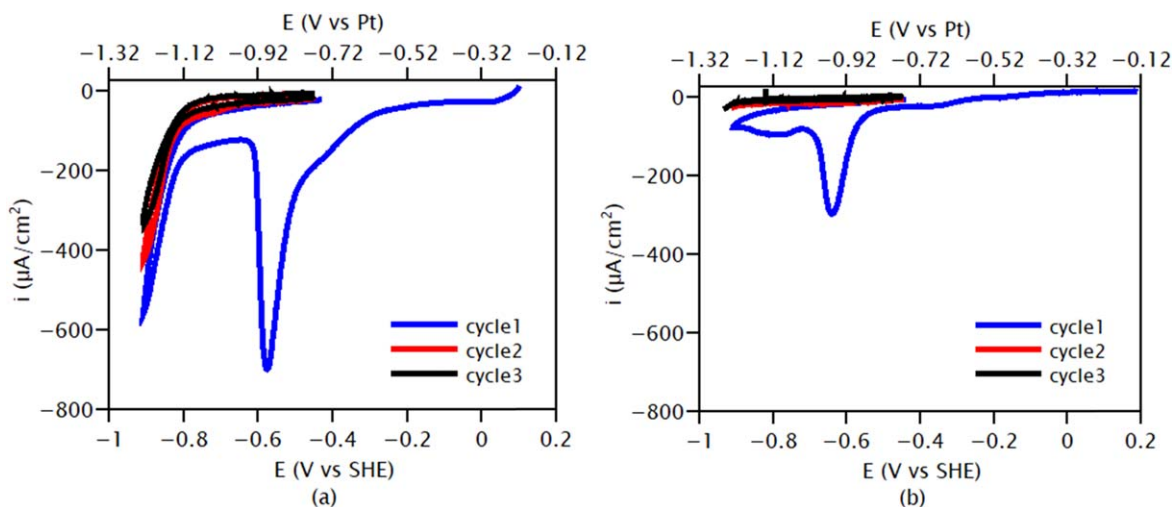 E (V vs Pt)
−1.32 −1.12 −0.92 −0.72 −0.52 −0.32 −0.12
0
−200
−400
−600
−800
i (µA/cm²)
cycle1
cycle2
cycle3
−1 −0.8 −0.6 −0.4 −0.2 0 0.2
E (V vs SHE)
(a)
E (V vs Pt)
−1.32 −1.12 −0.92 −0.72 −0.52 −0.32 −0.12
0
−200
−400
−600
−800
i (µA/cm²)
cycle1
cycle2
cycle3
−1 −0.8 −0.6 −0.4 −0.2 0 0.2
E (V vs SHE)
(b)